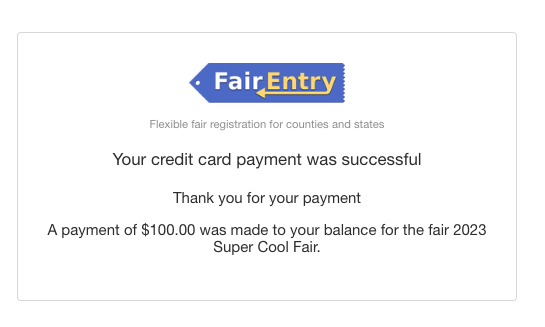 FairEntry
Flexible fair registration for counties and states
Your credit card payment was successful
Thank you for your payment
A payment of $100.00 was made to your balance for the fair 2023
Super Cool Fair.